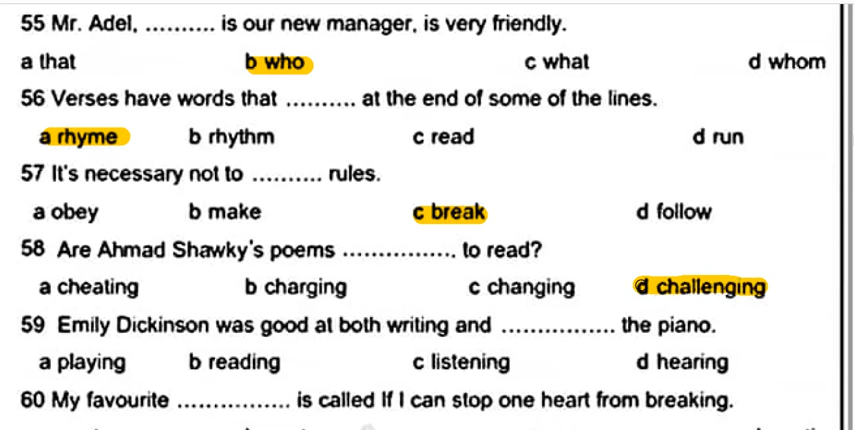 55 Mr. Adel, .......... is our new manager, is very friendly.
a that b who c what d whom
56 Verses have words that .......... at the end of some of the lines.
a rhyme b rhythm c read d run
57 It's necessary not to .......... rules.
a obey b make c break d follow
58 Are Ahmad Shawky's poems ................ to read?
a cheating b charging c changing d challenging
59 Emily Dickinson was good at both writing and ................ the piano.
a playing b reading c listening d hearing
60 My favourite ................ is called If I can stop one heart from breaking.